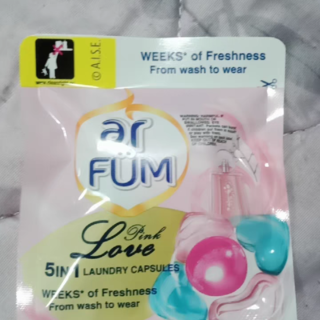 © A.I.S.E
WEEKS* of Freshness
From wash to wear
ar
FÜM
Pink
Love
5IN1 LAUNDRY CAPSULES
WEEKS* of Freshness
From wash to wear